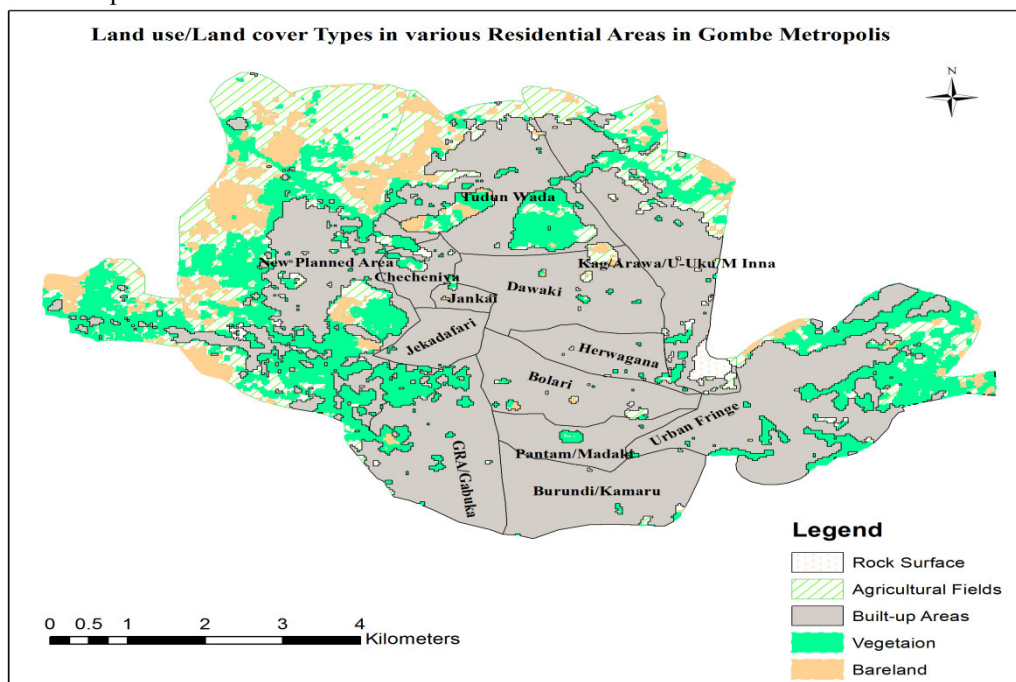 Land use/Land cover Types in various Residential Areas in Gombe Metropolis
N
Tudun Wada
New Planned Area
Checheniya
Kag/Arawa/U-Uku/M Inna
Dawaki
Jankai
Jekadafari
Herwagana
Bolari
Urban Fringe
Pantam/Madaki
GRA/Gabuka
Burundi/Kamaru
Legend
Rock Surface
Agricultural Fields
Built-up Areas
Vegetaion
Bareland
0 0.5 1 2 3 4
Kilometers